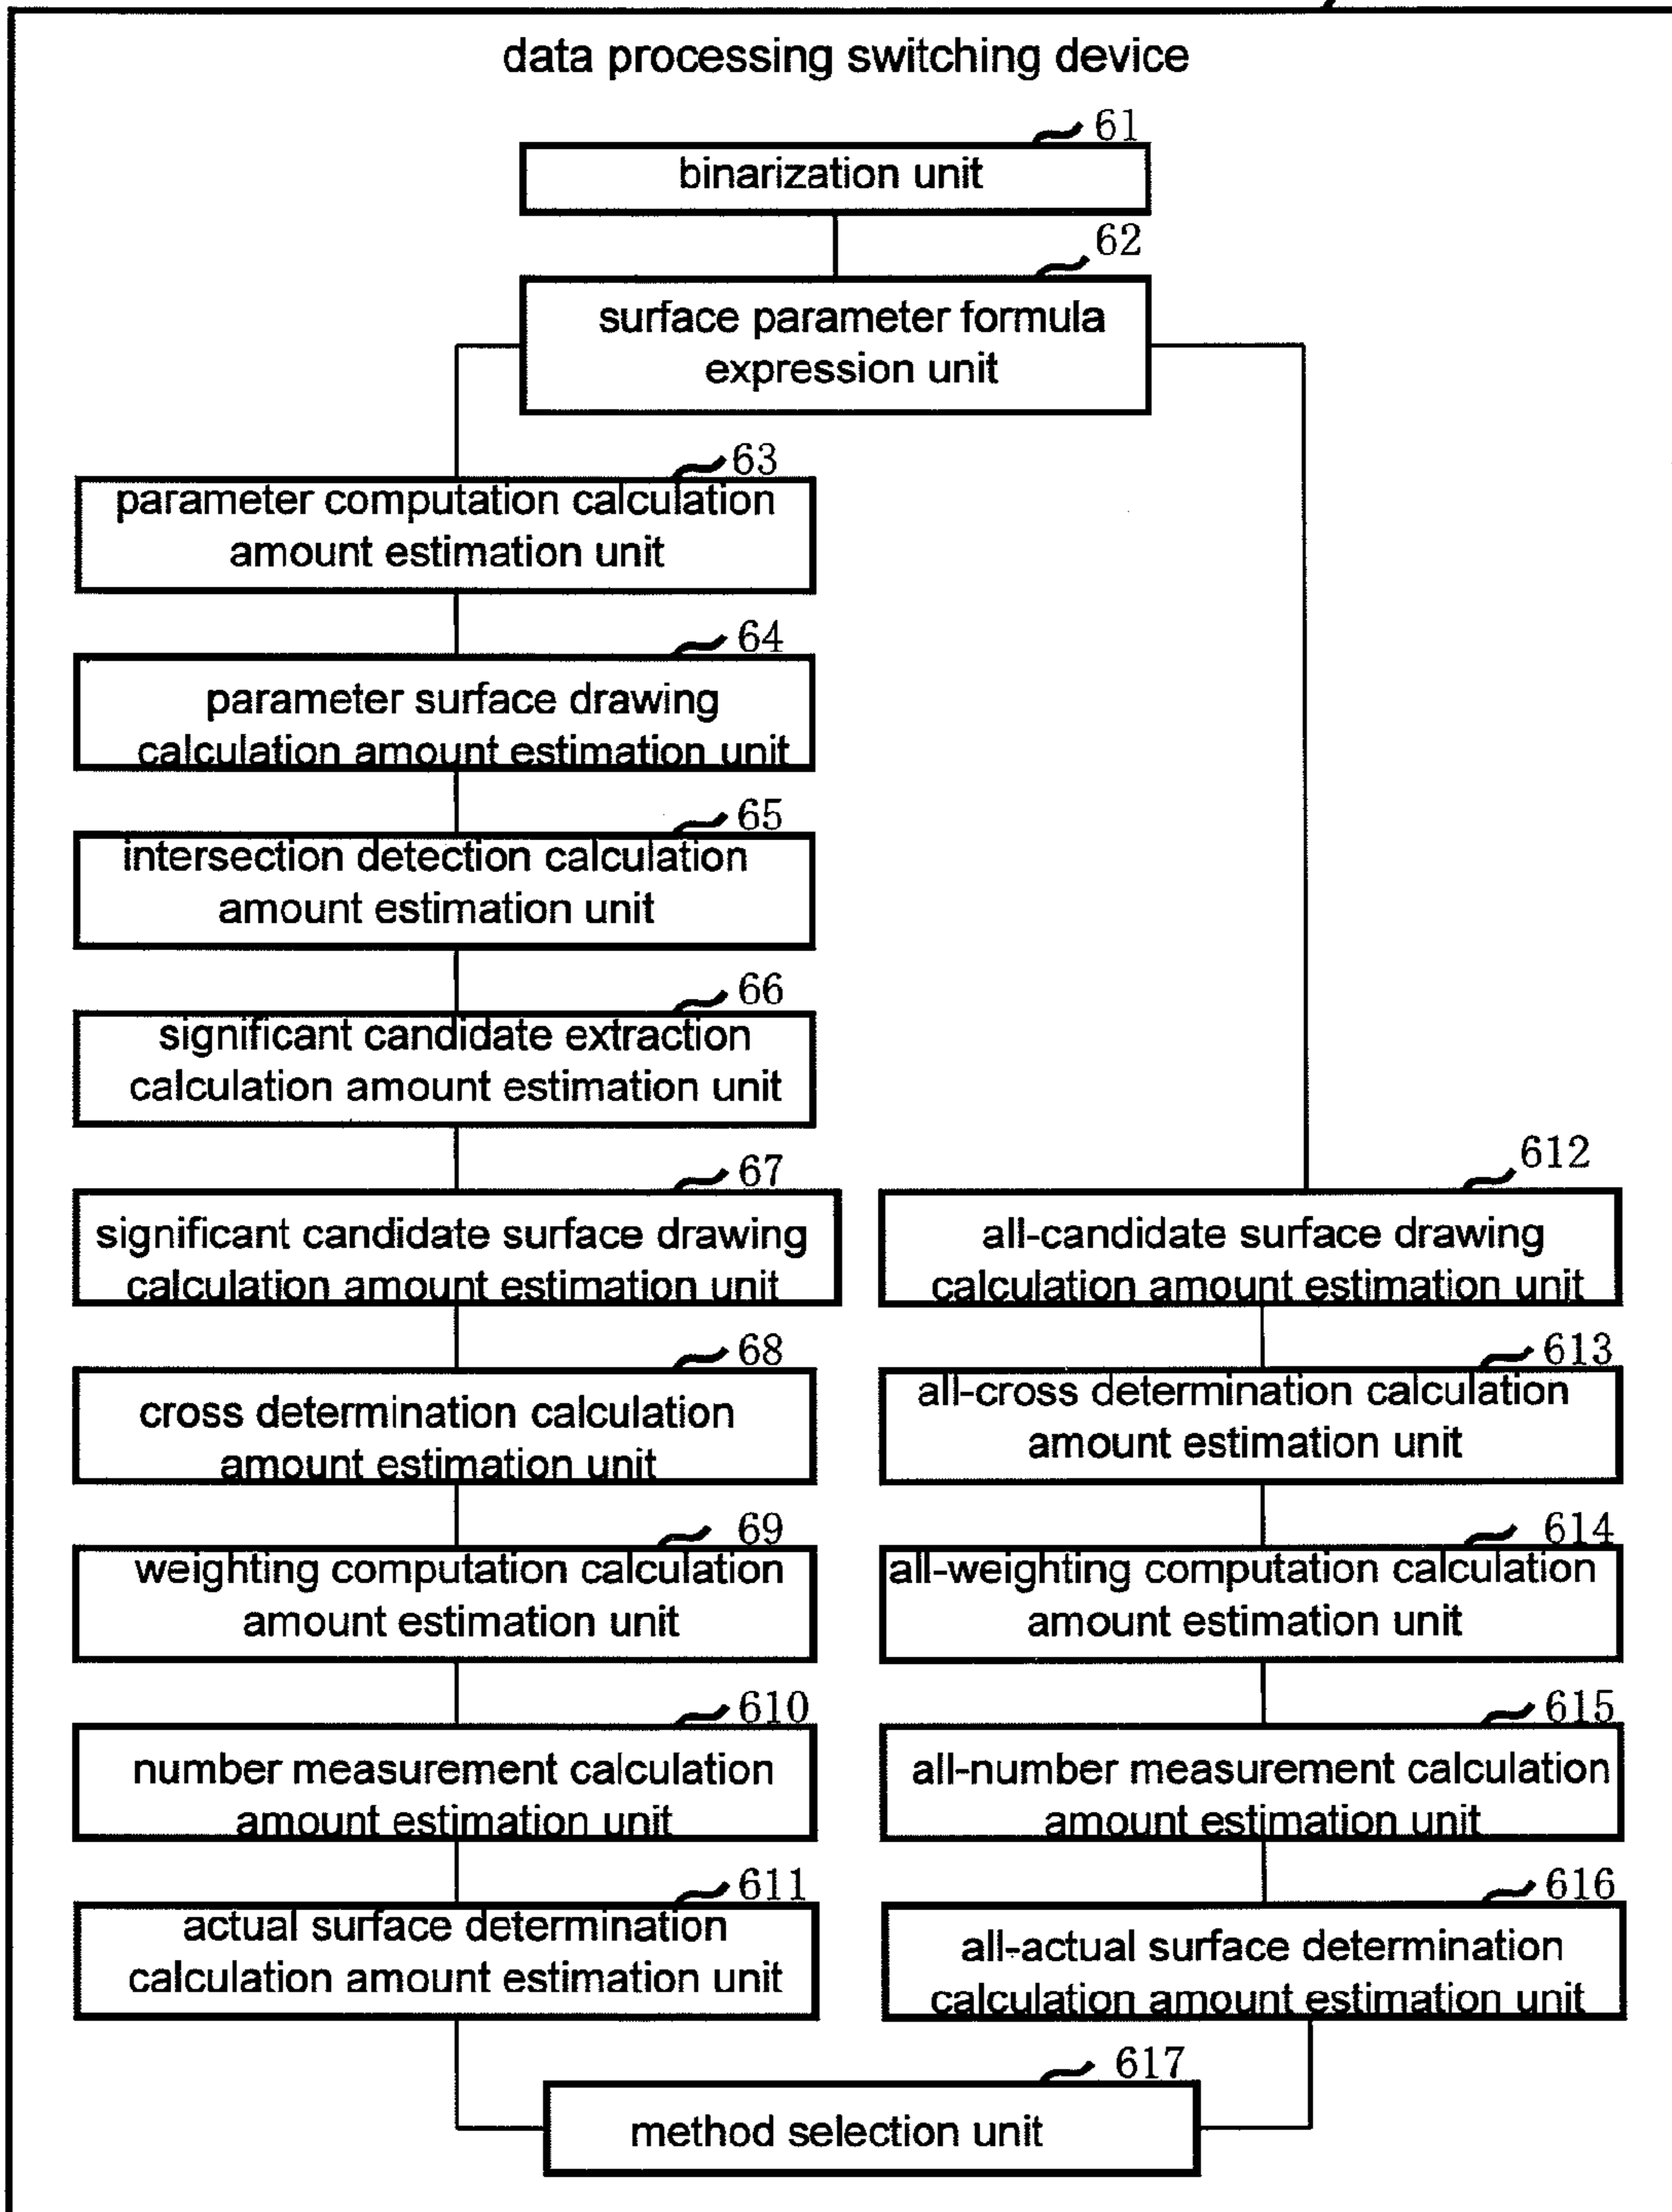 data processing switching device
61
binarization unit
62
surface parameter formula
expression unit
63
parameter computation calculation
amount estimation unit
64
parameter surface drawing
calculation amount estimation unit
65
intersection detection calculation
amount estimation unit
66
significant candidate extraction
calculation amount estimation unit
67
significant candidate surface drawing
calculation amount estimation unit
68
cross determination calculation
amount estimation unit
69
weighting computation calculation
amount estimation unit
610
number measurement calculation
amount estimation unit
611
actual surface determination
calculation amount estimation unit
612
all-candidate surface drawing
calculation amount estimation unit
613
all-cross determination calculation
amount estimation unit
614
all-weighting computation calculation
amount estimation unit
615
all-number measurement calculation
amount estimation unit
616
all-actual surface determination
calculation amount estimation unit
617
method selection unit